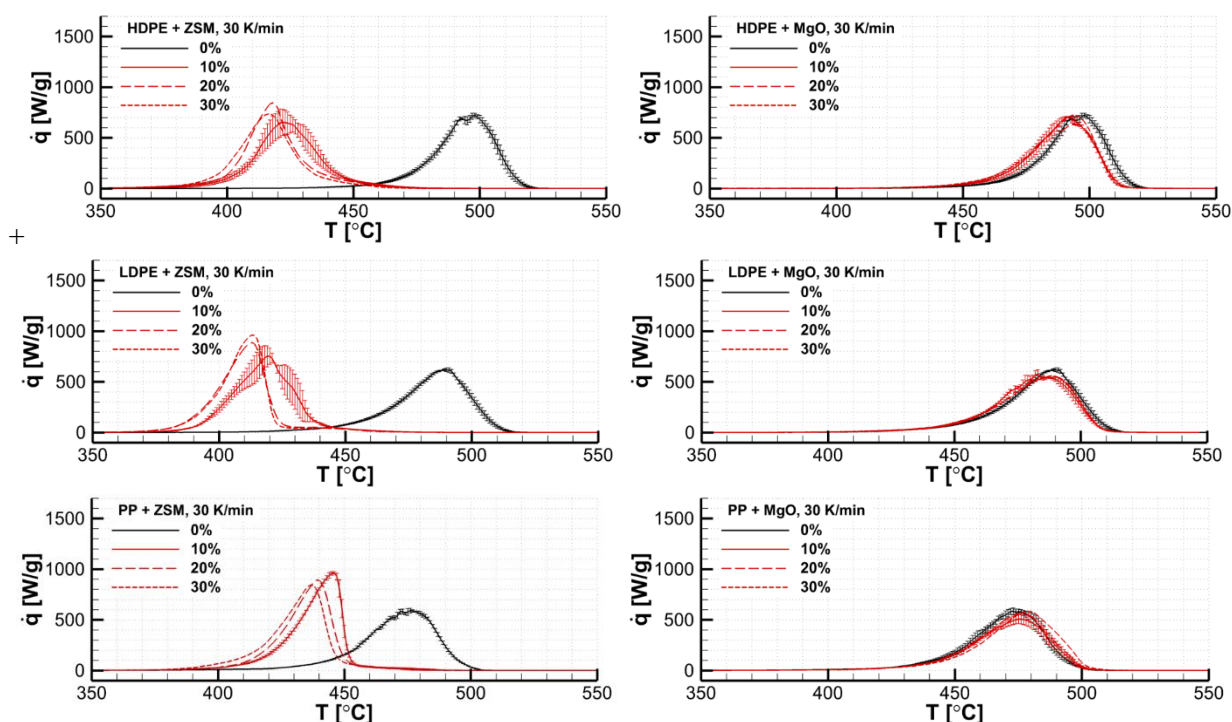 HDPE + ZSM, 30 K/min
0%
10%
20%
30%
1500
1000
500
0
q̇ [W/g]
350 400 450 500 550
T [°C]
HDPE + MgO, 30 K/min
0%
10%
20%
30%
1500
1000
500
0
q̇ [W/g]
350 400 450 500 550
T [°C]
+
LDPE + ZSM, 30 K/min
0%
10%
20%
30%
1500
1000
500
0
q̇ [W/g]
350 400 450 500 550
T [°C]
LDPE + MgO, 30 K/min
0%
10%
20%
30%
1500
1000
500
0
q̇ [W/g]
350 400 450 500 550
T [°C]
PP + ZSM, 30 K/min
0%
10%
20%
30%
1500
1000
500
0
q̇ [W/g]
350 400 450 500 550
T [°C]
PP + MgO, 30 K/min
0%
10%
20%
30%
1500
1000
500
0
q̇ [W/g]
350 400 450 500 550
T [°C]